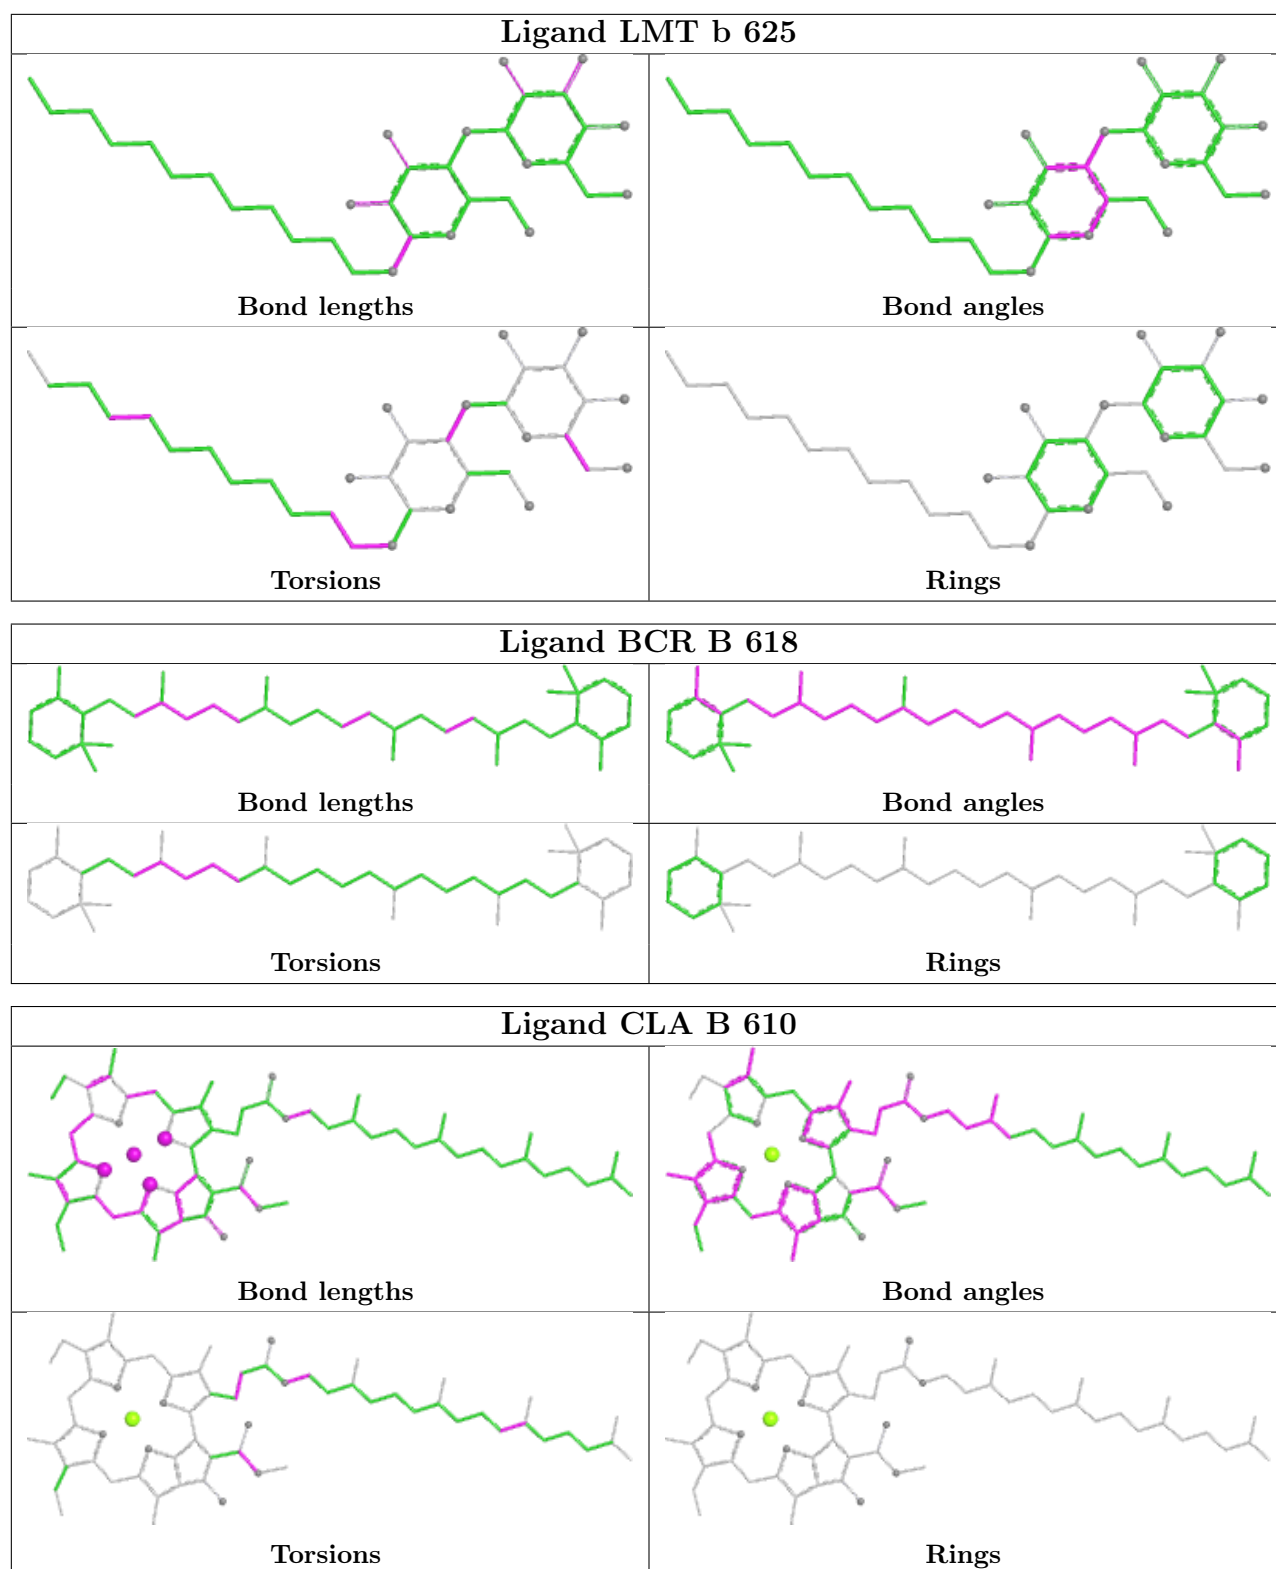 Ligand LMT b 625
Bond lengths
Bond angles
Torsions
Rings
Ligand BCR B 618
Bond lengths
Bond angles
Torsions
Rings
Ligand CLA B 610
Bond lengths
Bond angles
Torsions
Rings